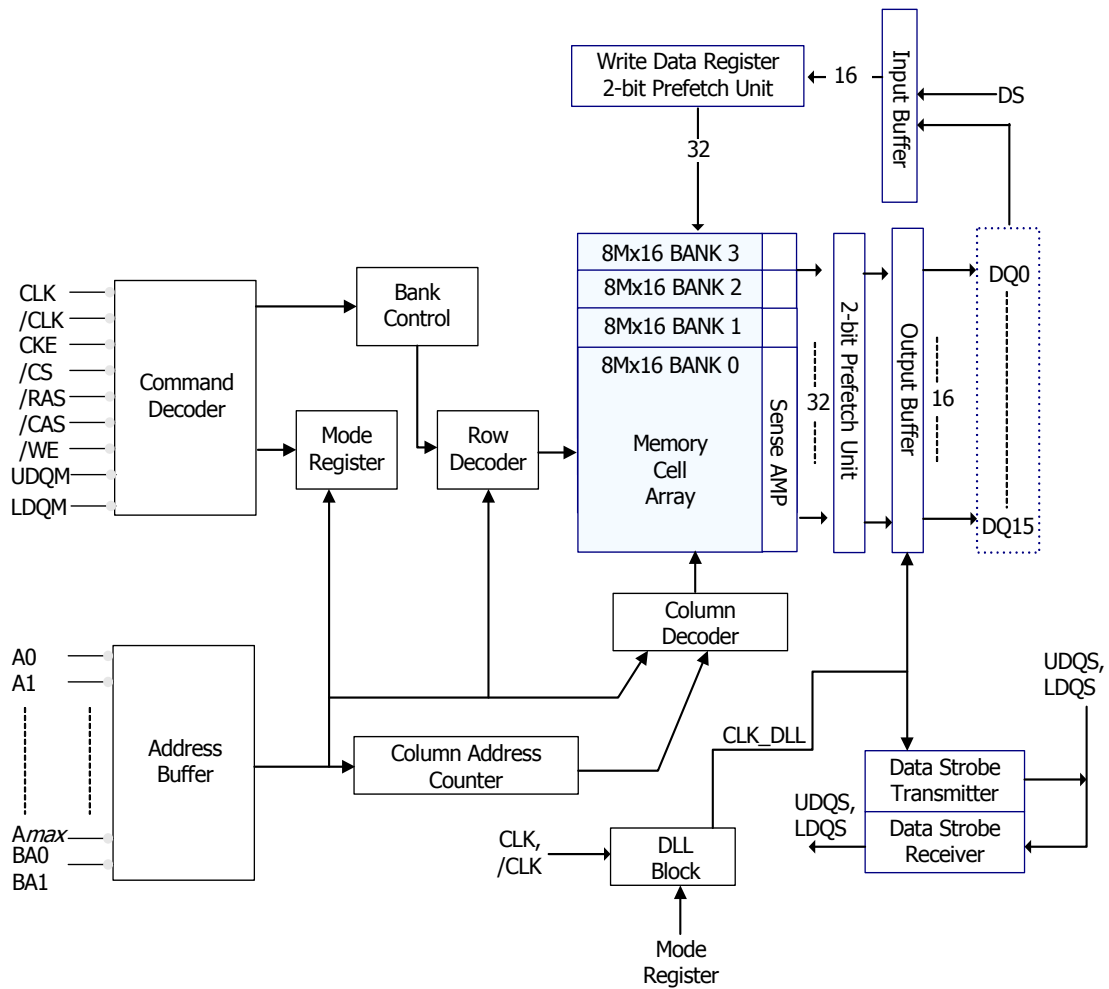 Write Data Register
2-bit Prefetch Unit
16
Input Buffer
DS
32
8Mx16 BANK 3
8Mx16 BANK 2
8Mx16 BANK 1
8Mx16 BANK 0
Memory
Cell
Array
Sense AMP
32
2-bit Prefetch Unit
Output Buffer
16
DQ0
DQ15
CLK
/CLK
CKE
/CS
/RAS
/CAS
/WE
UDQM
LDQM
Command
Decoder
Bank
Control
Mode
Register
Row
Decoder
Column
Decoder
A0
A1
Amax
BA0
BA1
Address
Buffer
Column Address
Counter
CLK_DLL
UDQS,
LDQS
Data Strobe
Transmitter
Data Strobe
Receiver
UDQS,
LDQS
CLK,
/CLK
DLL
Block
Mode
Register